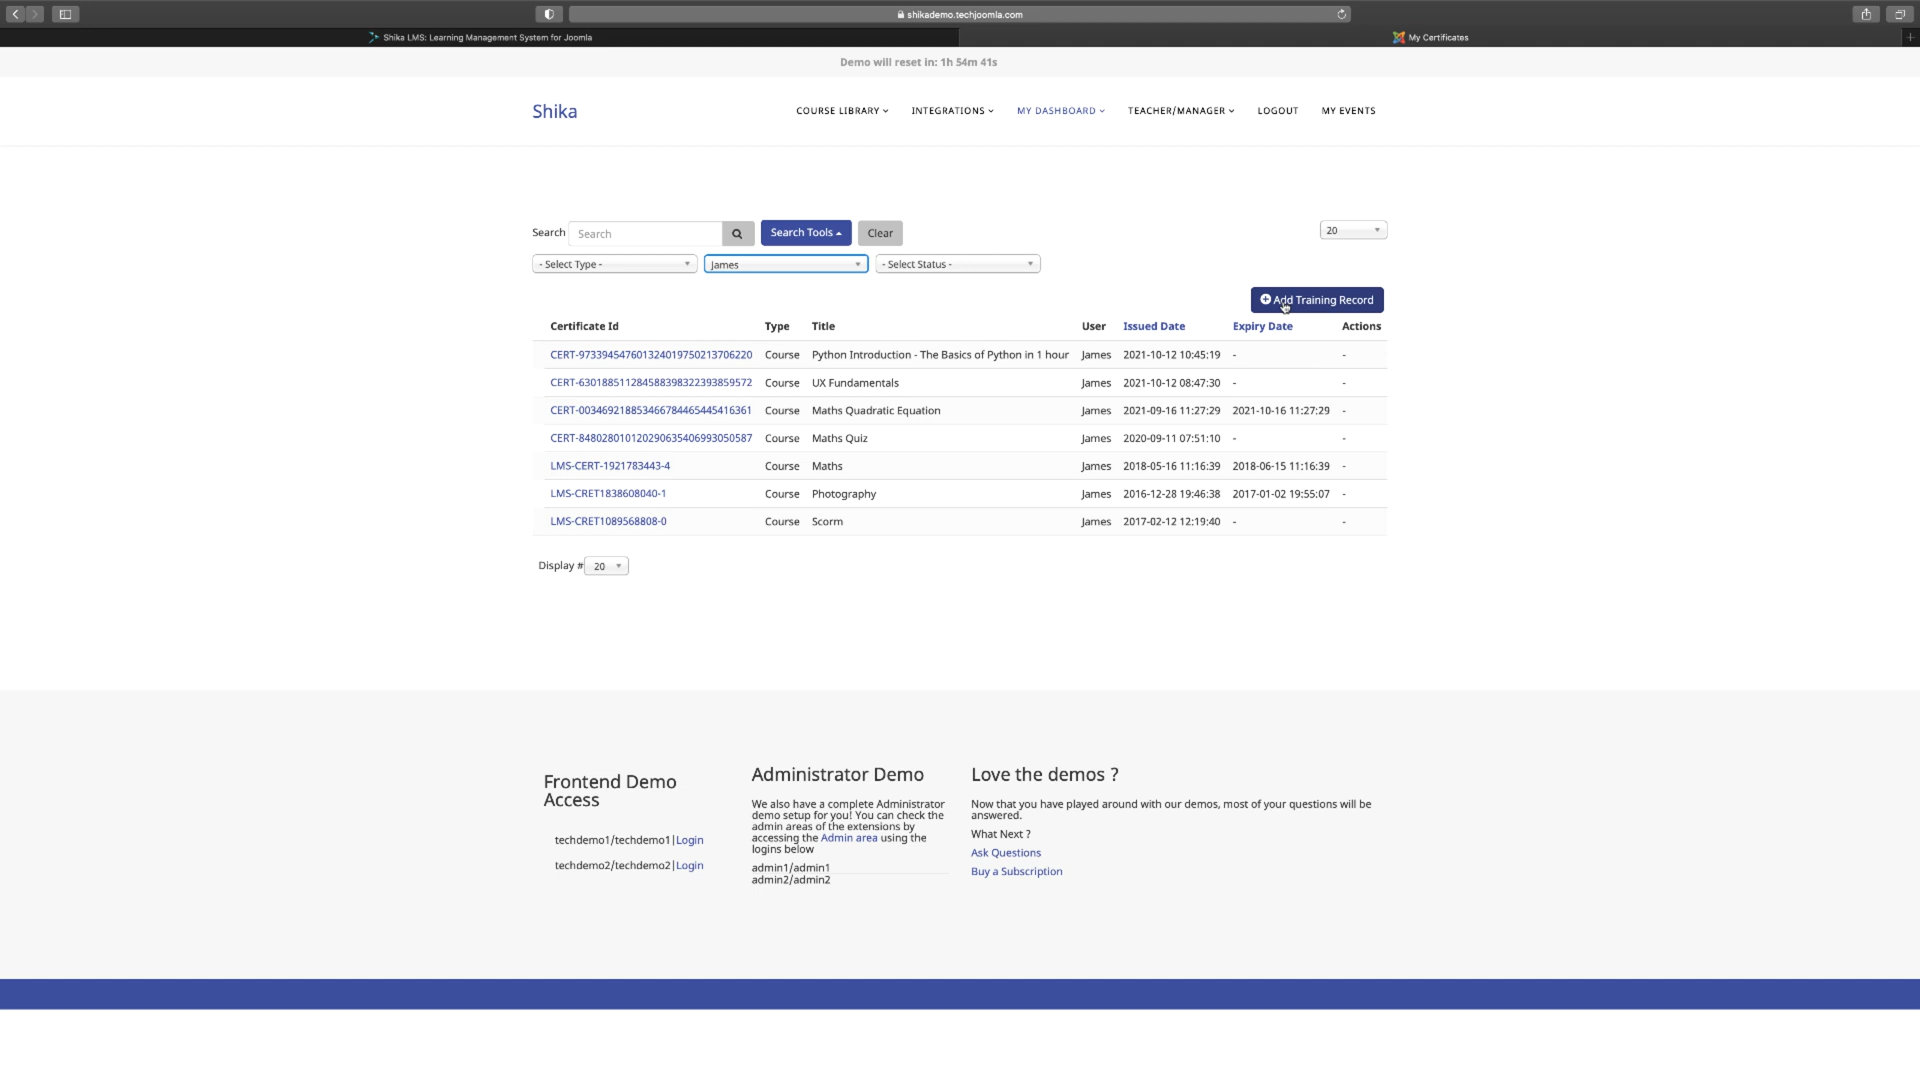 shikademo.techjoomla.com
Shika LMS: Learning Management System for Joomla
My Certificates
Demo will reset in: 1h 54m 41s
Shika
COURSE LIBRARY
INTEGRATIONS
MY DASHBOARD
TEACHER/MANAGER
LOGOUT
MY EVENTS
Search Search Search Tools Clear 20
- Select Type - James - Select Status -
Add Training Record
Certificate Id Type Title User Issued Date Expiry Date Actions
CERT-973394547601324019750213706220 Course Python Introduction - The Basics of Python in 1 hour James 2021-10-12 10:45:19 - -
CERT-630188511284588398322393859572 Course UX Fundamentals James 2021-10-12 08:47:30 - -
CERT-003469218853466784465445416361 Course Maths Quadratic Equation James 2021-09-16 11:27:29 2021-10-16 11:27:29 -
CERT-848028010120290635406993050587 Course Maths Quiz James 2020-09-11 07:51:10 - -
LMS-CERT-1921783443-4 Course Maths James 2018-05-16 11:16:39 2018-06-15 11:16:39 -
LMS-CRET1838608040-1 Course Photography James 2016-12-28 19:46:38 2017-01-02 19:55:07 -
LMS-CRET1089568808-0 Course Scorm James 2017-02-12 12:19:40 - -
Display # 20
Frontend Demo
Access
techdemo1/techdemo1|Login
techdemo2/techdemo2|Login
Administrator Demo
We also have a complete Administrator
demo setup for you! You can check the
admin areas of the extensions by
accessing the Admin area using the
logins below
admin1/admin1
admin2/admin2
Love the demos ?
Now that you have played around with our demos, most of your questions will be
answered.
What Next ?
Ask Questions
Buy a Subscription